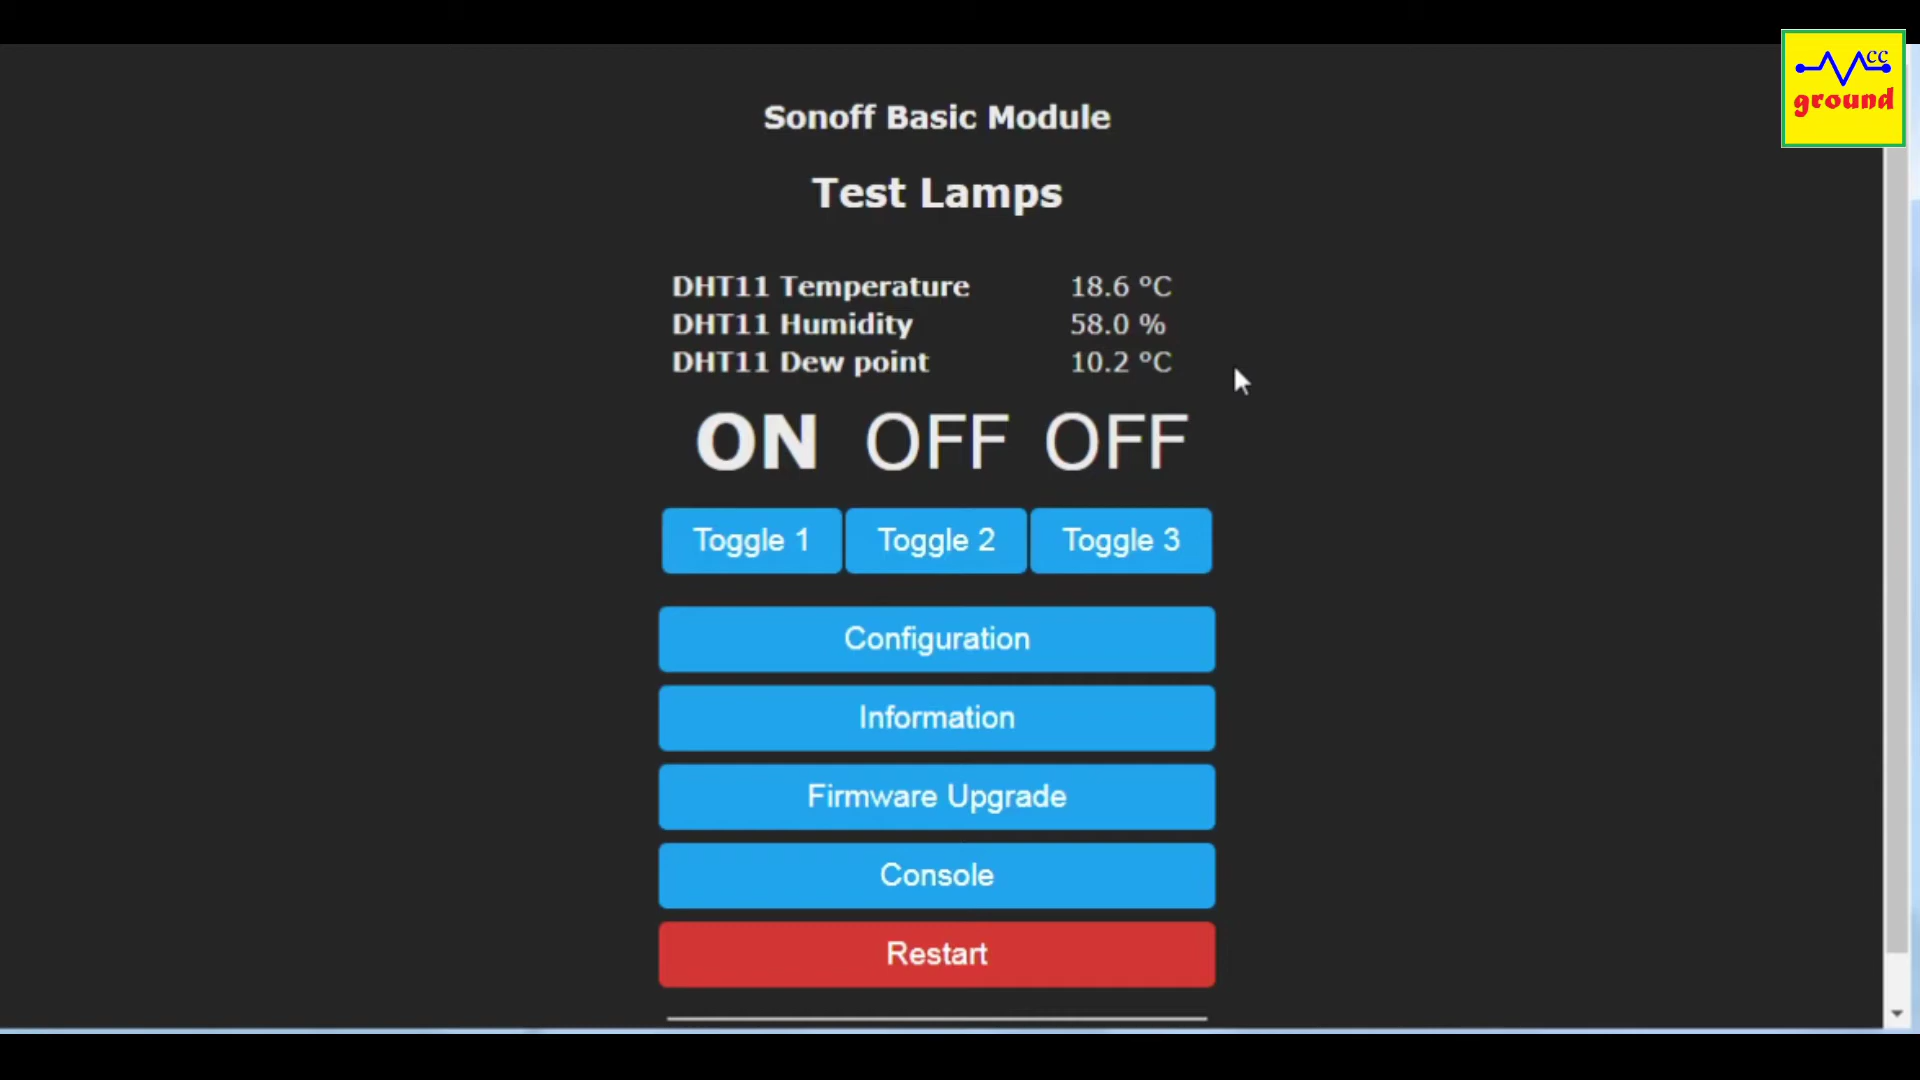 cc
ground
Sonoff Basic Module
Test Lamps
DHT11 Temperature 18.6 °C
DHT11 Humidity 58.0 %
DHT11 Dew point 10.2 °C
ON OFF OFF
Toggle 1 Toggle 2 Toggle 3
Configuration
Information
Firmware Upgrade
Console
Restart